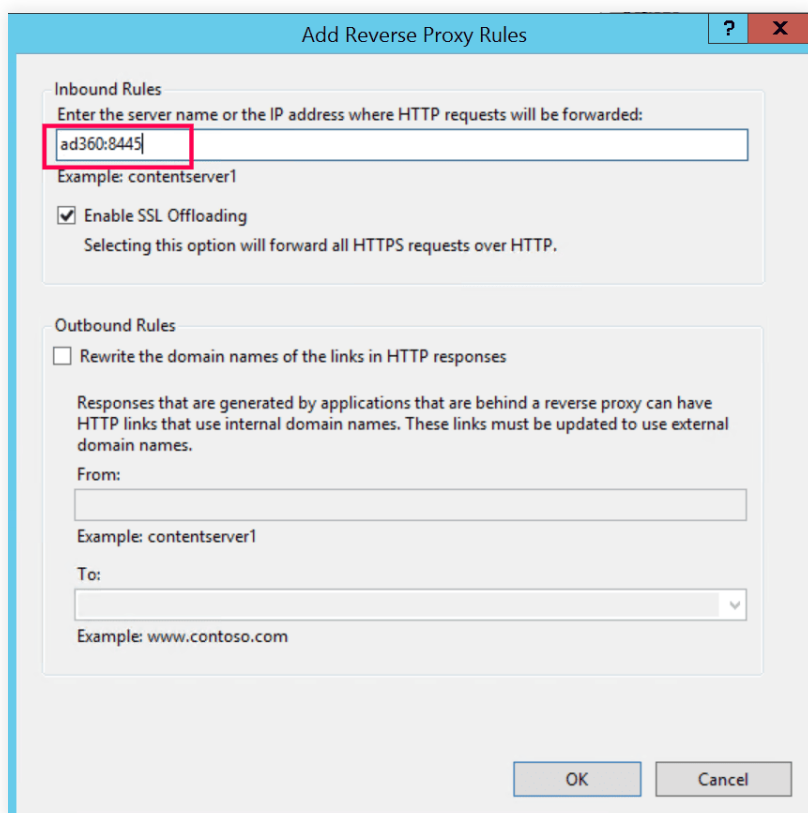 Add Reverse Proxy Rules
?
X
Inbound Rules
Enter the server name or the IP address where HTTP requests will be forwarded:
ad360:8445
Example: contentserver1
Enable SSL Offloading
Selecting this option will forward all HTTPS requests over HTTP.
Outbound Rules
Rewrite the domain names of the links in HTTP responses
Responses that are generated by applications that are behind a reverse proxy can have
HTTP links that use internal domain names. These links must be updated to use external
domain names.
From:
Example: contentserver1
To:
Example: www.contoso.com
OK
Cancel